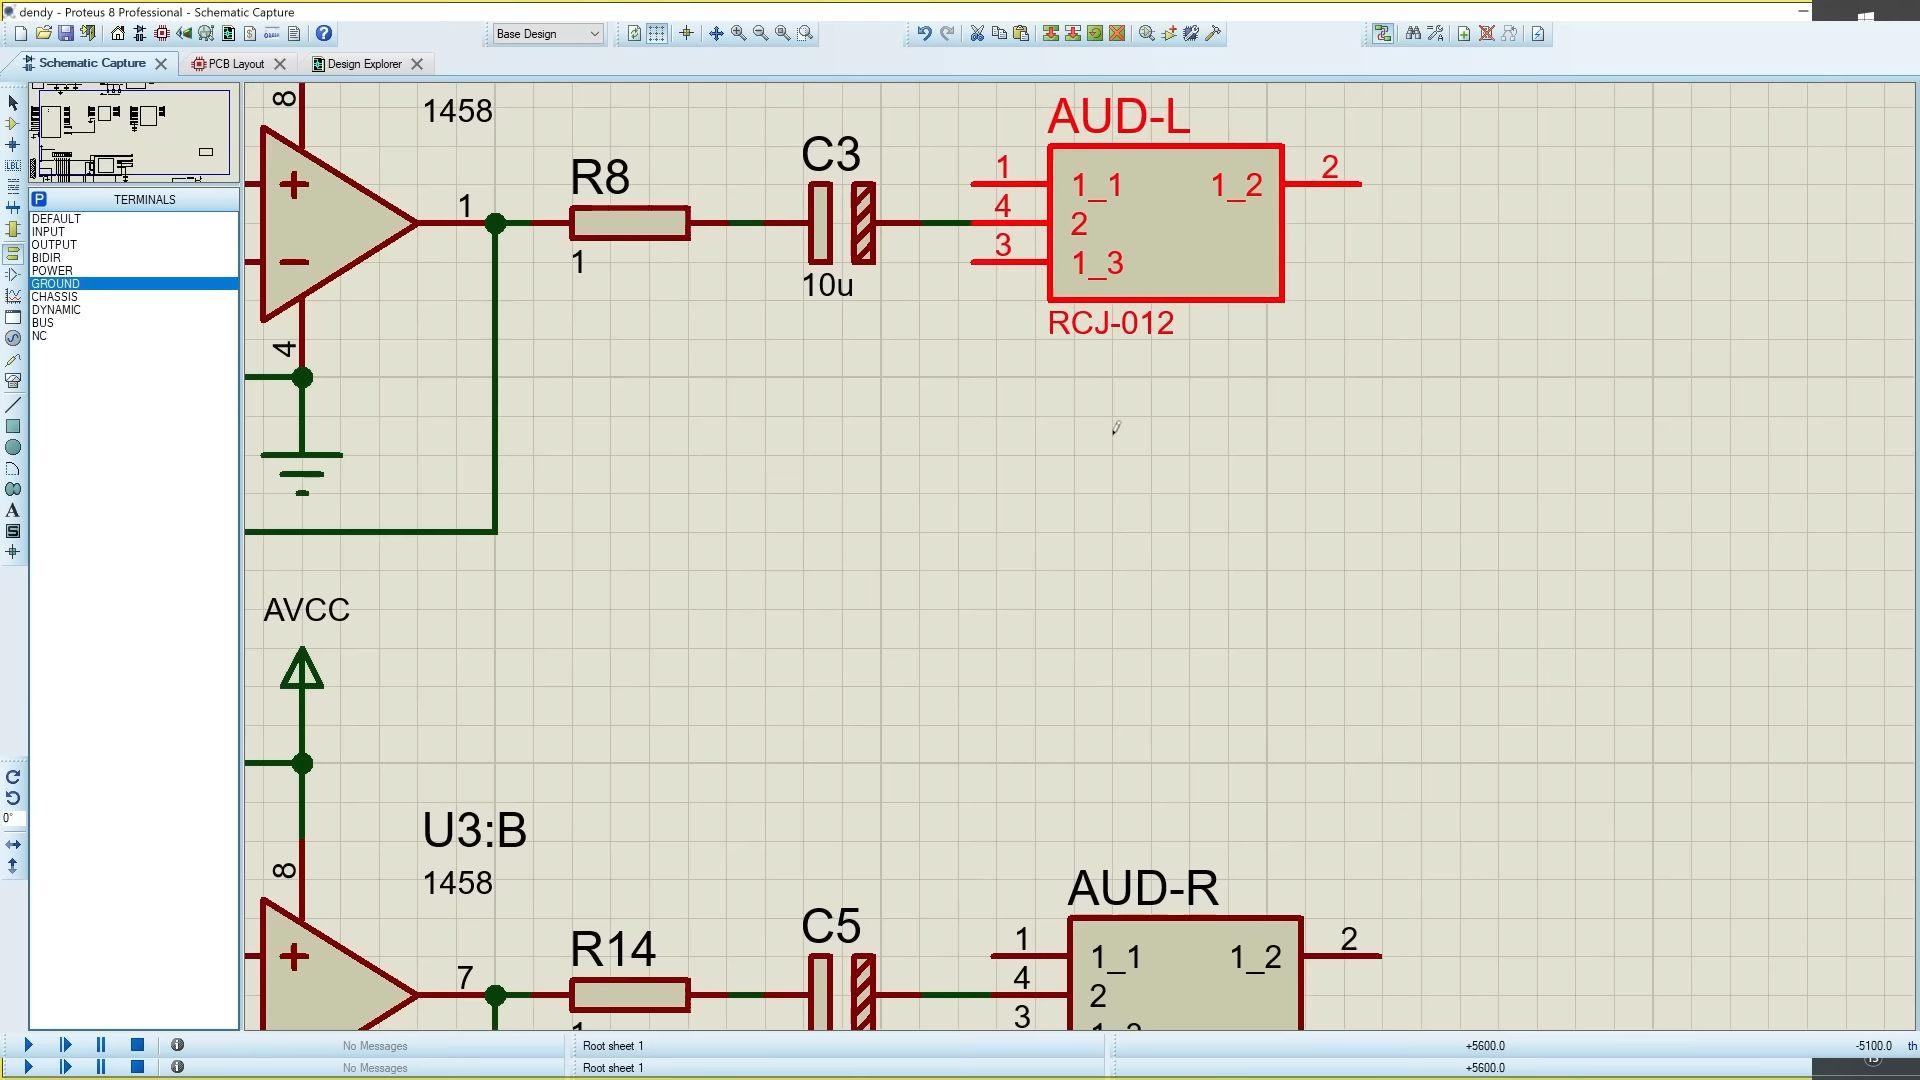 dendy - Proteus 8 Professional - Schematic Capture
Base Design
Schematic Capture
PCB Layout
Design Explorer
P TERMINALS
DEFAULT
INPUT
OUTPUT
BIDIR
POWER
GROUND
CHASSIS
DYNAMIC
BUS
NC
LBL
A
S
0°
8
1458
+
−
1
4
R8
1
C3
10u
AUD-L
1
4
3
1_1
2
1_3
1_2
2
RCJ-012
AVCC
8
U3:B
1458
+
7
R14
C5
AUD-R
1
4
3
1_1
2
1_2
2
No Messages
Root sheet 1
+5600.0
-5100.0
th
No Messages
Root sheet 1
+5600.0